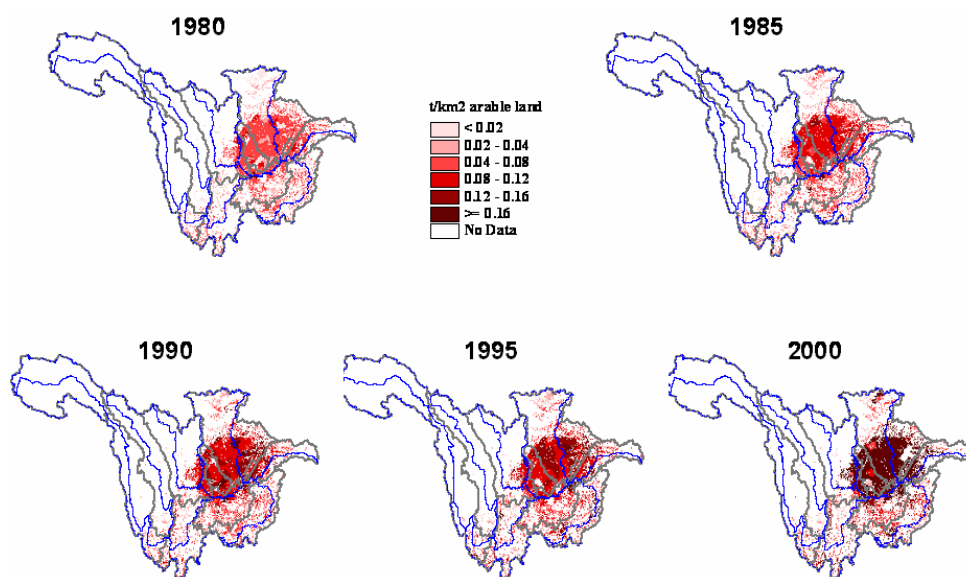 1980
1985
t/km2 arable land
< 0.02
0.02 - 0.04
0.04 - 0.08
0.08 - 0.12
0.12 - 0.16
>= 0.16
No Data
1990
1995
2000